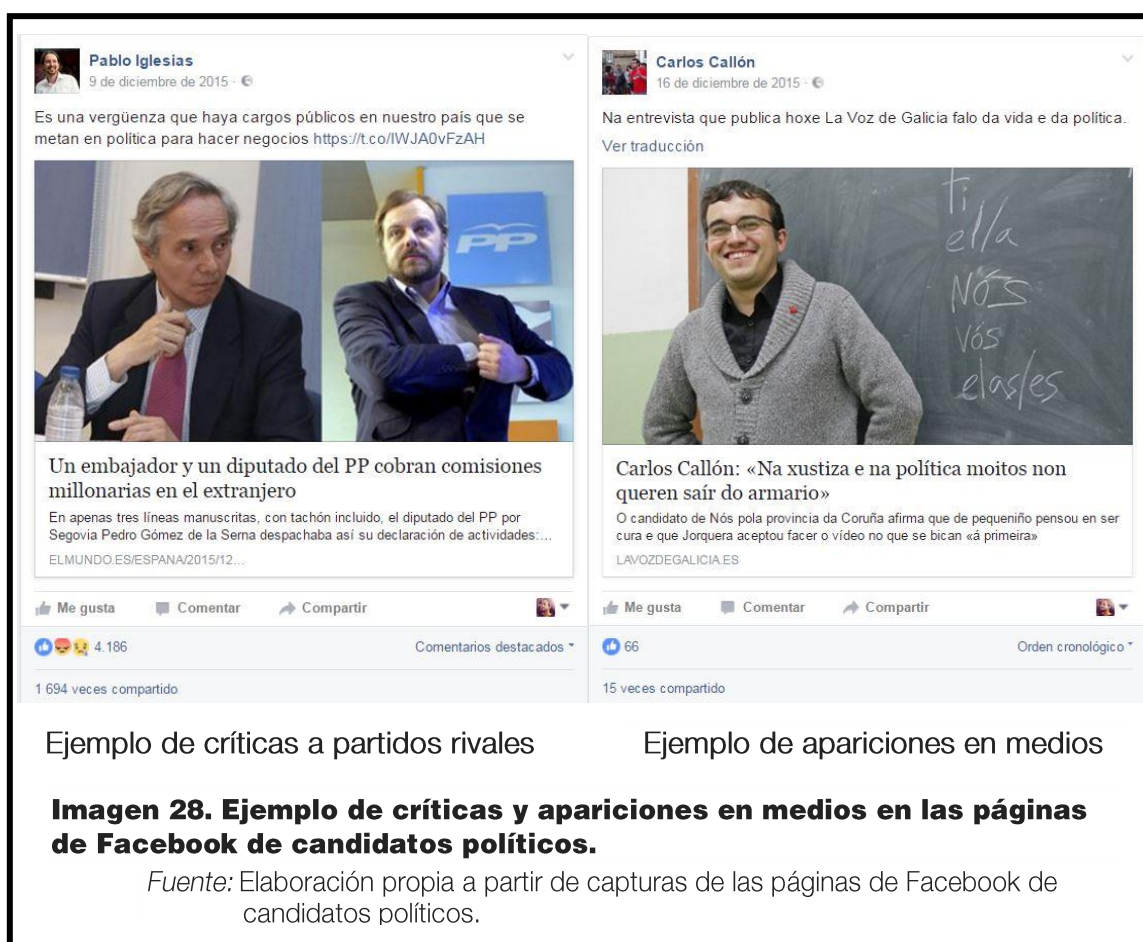 Pablo Iglesias
9 de diciembre de 2015 ·
Es una vergüenza que haya cargos públicos en nuestro país que se
metan en política para hacer negocios https://t.co/IWJA0vFzAH
PP
Un embajador y un diputado del PP cobran comisiones
millonarias en el extranjero
En apenas tres líneas manuscritas, con tachón incluido, el diputado del PP por
Segovia Pedro Gómez de la Serna despachaba así su declaración de actividades:...
ELMUNDO.ES/ESPANA/2015/12...
Me gusta Comentar Compartir
4.186 Comentarios destacados
1 694 veces compartido
Carlos Callón
16 de diciembre de 2015 ·
Na entrevista que publica hoxe La Voz de Galicia falo da vida e da política.
Ver traducción
ti
el/a
NÓS
vós
elas/es
Carlos Callón: «Na xustiza e na política moitos non
queren saír do armario»
O candidato de Nós pola provincia da Coruña afirma que de pequeniño pensou en ser
cura e que Jorquera aceptou facer o vídeo no que se bican «á primeira»
LAVOZDEGALICIA.ES
Me gusta Comentar Compartir
66 Orden cronológico
15 veces compartido
Ejemplo de críticas a partidos rivales
Ejemplo de apariciones en medios
Imagen 28. Ejemplo de críticas y apariciones en medios en las páginas
de Facebook de candidatos políticos.
Fuente: Elaboración propia a partir de capturas de las páginas de Facebook de
candidatos políticos.